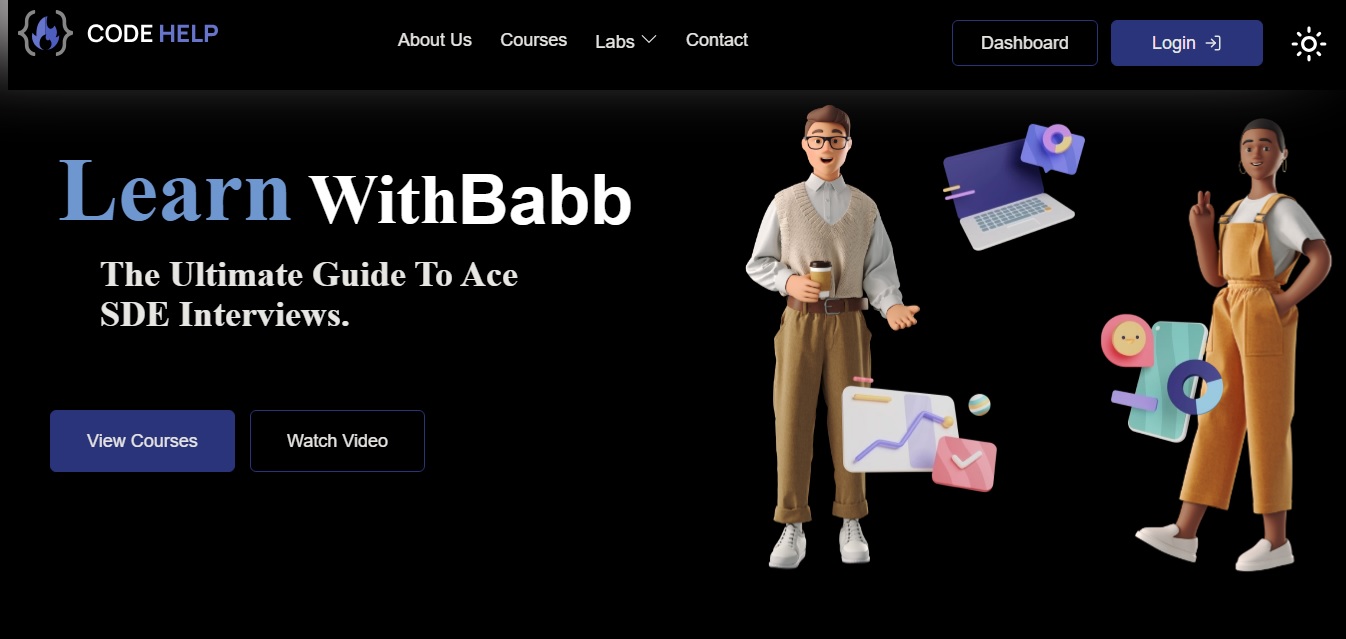 CODE HELP
About Us
Courses
Labs
Contact
Dashboard
Login
Learn WithBabb
The Ultimate Guide To Ace
SDE Interviews.
View Courses
Watch Video